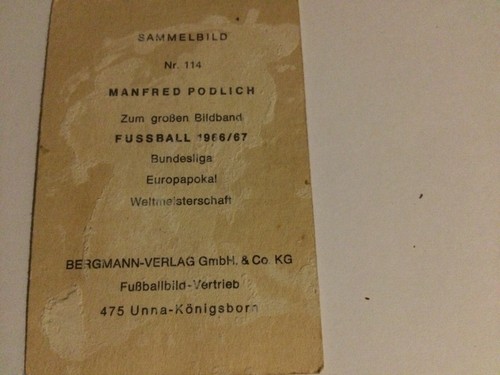 SAMMELBILD
Nr. 114
MANFRED PODLICH
Zum großen Bildband
FUSSBALL 1966/67
Bundesliga
Europapokal
Weltmeisterschaft
BERGMANN-VERLAG GmbH. & Co. KG
Fußballbild-Vertrieb
475 Unna-Königsborn